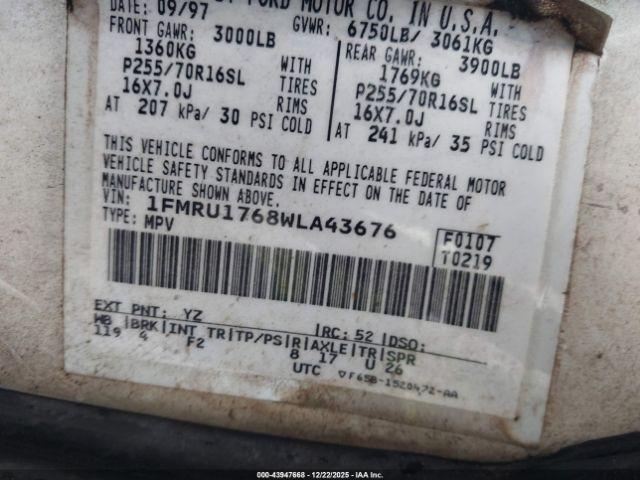 FORD MOTOR CO. IN U.S.A.
DATE: 09/97 GVWR: 6750LB/ 3061KG
FRONT GAWR: 3000LB REAR GAWR: 3900LB
1360KG WITH 1769KG WITH
P255/70R16SL TIRES P255/70R16SL TIRES
16X7.0J RIMS 16X7.0J RIMS
AT 207 kPa/ 30 PSI COLD AT 241 kPa/ 35 PSI COLD
THIS VEHICLE CONFORMS TO ALL APPLICABLE FEDERAL MOTOR
VEHICLE SAFETY STANDARDS IN EFFECT ON THE DATE OF
MANUFACTURE SHOWN ABOVE.
VIN: 1FMRU1768WLA43676
TYPE: MPV
F0107
T0219
EXT PNT: YZ RC: 52 DSO:
WB BRK INT TR TP/PS R AXLE TR SPR
119 4 F2 8 17 U 26
UTC F65B-1520472-AA
000-43947668 - 12/22/2025 - IAAI.COM